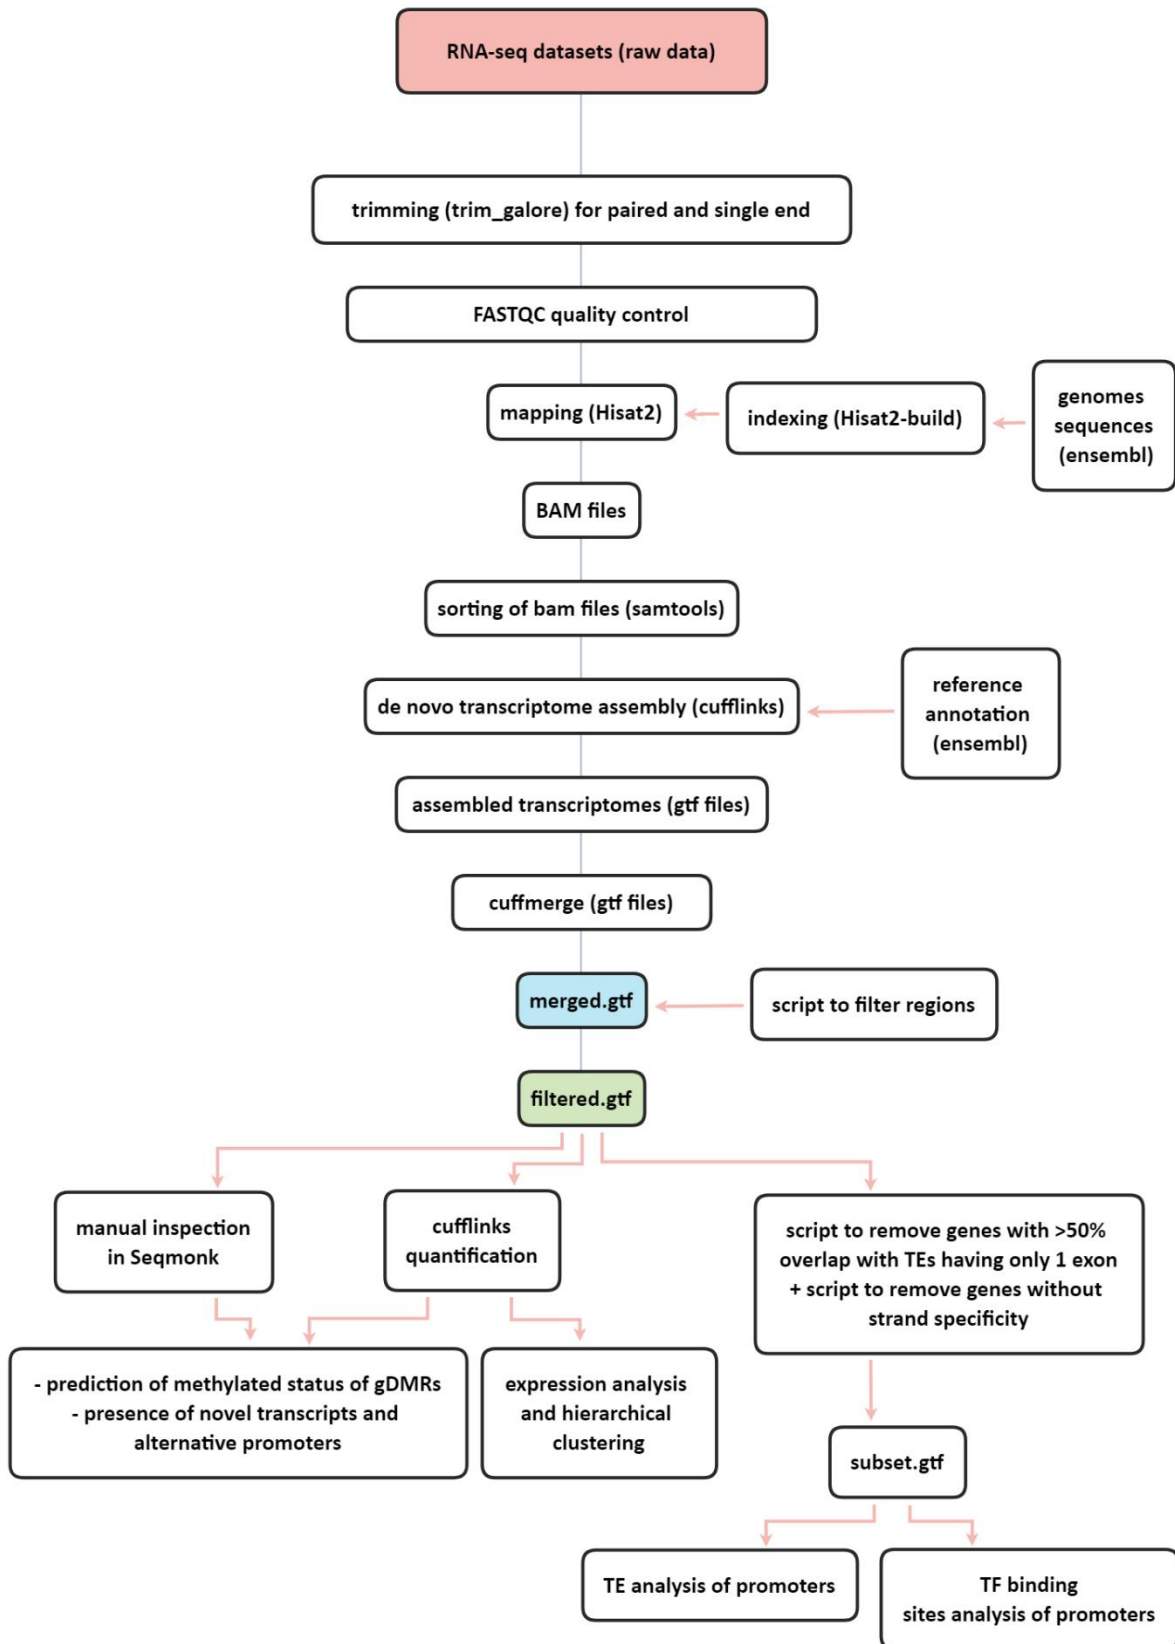 RNA-seq datasets (raw data)
trimming (trim_galore) for paired and single end
FASTQC quality control
mapping (Hisat2)
indexing (Hisat2-build)
genomes
sequences
(ensembl)
BAM files
sorting of bam files (samtools)
de novo transcriptome assembly (cufflinks)
reference
annotation
(ensembl)
assembled transcriptomes (gtf files)
cuffmerge (gtf files)
merged.gtf
script to filter regions
filtered.gtf
manual inspection
in Seqmonk
cufflinks
quantification
script to remove genes with >50%
overlap with TEs having only 1 exon
+ script to remove genes without
strand specificity
- prediction of methylated status of gDMRs
- presence of novel transcripts and
alternative promoters
expression analysis
and hierarchical
clustering
subset.gtf
TE analysis of promoters
TF binding
sites analysis of promoters